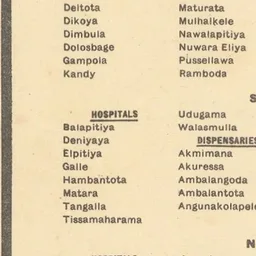 Deltota
Dikoya
Dimbula
Dolosbage
Gampola
Kandy
Maturata
Mulhalkele
Nawalapitiya
Nuwara Eliya
Pussellawa
Ramboda
HOSPITALS
Balapitiya
Deniyaya
Elpitiya
Galle
Hambantota
Matara
Tangalla
Tissamaharama
Udugama
Walasmulla
DISPENSARIES
Akmimana
Akuressa
Ambalangoda
Ambalantota